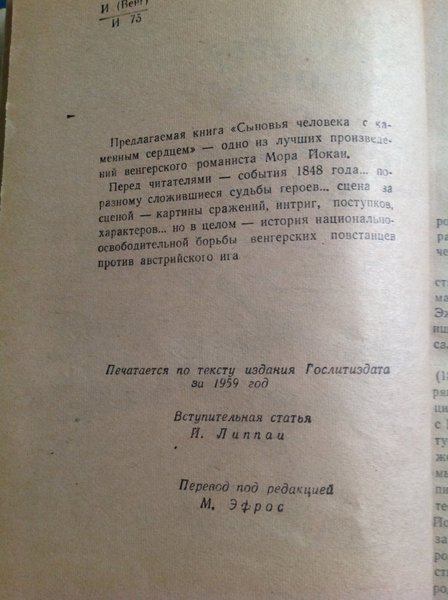 И (Венг)
И 75
Предлагаемая книга «Сыновья человека с ка-
менным сердцем» — одно из лучших произведе-
ний венгерского романиста Мора Йокаи.
Перед читателями — события 1848 года... по-
разному сложившиеся судьбы героев... сцена за
сценой — картины сражений, интриг, поступков,
характеров... но в целом — история национально-
освободительной борьбы венгерских повстанцев
против австрийского ига
Печатается по тексту издания Гослитиздата
за 1959 год
Вступительная статья
И. Липпаи
Перевод под редакцией
М. Эфрос